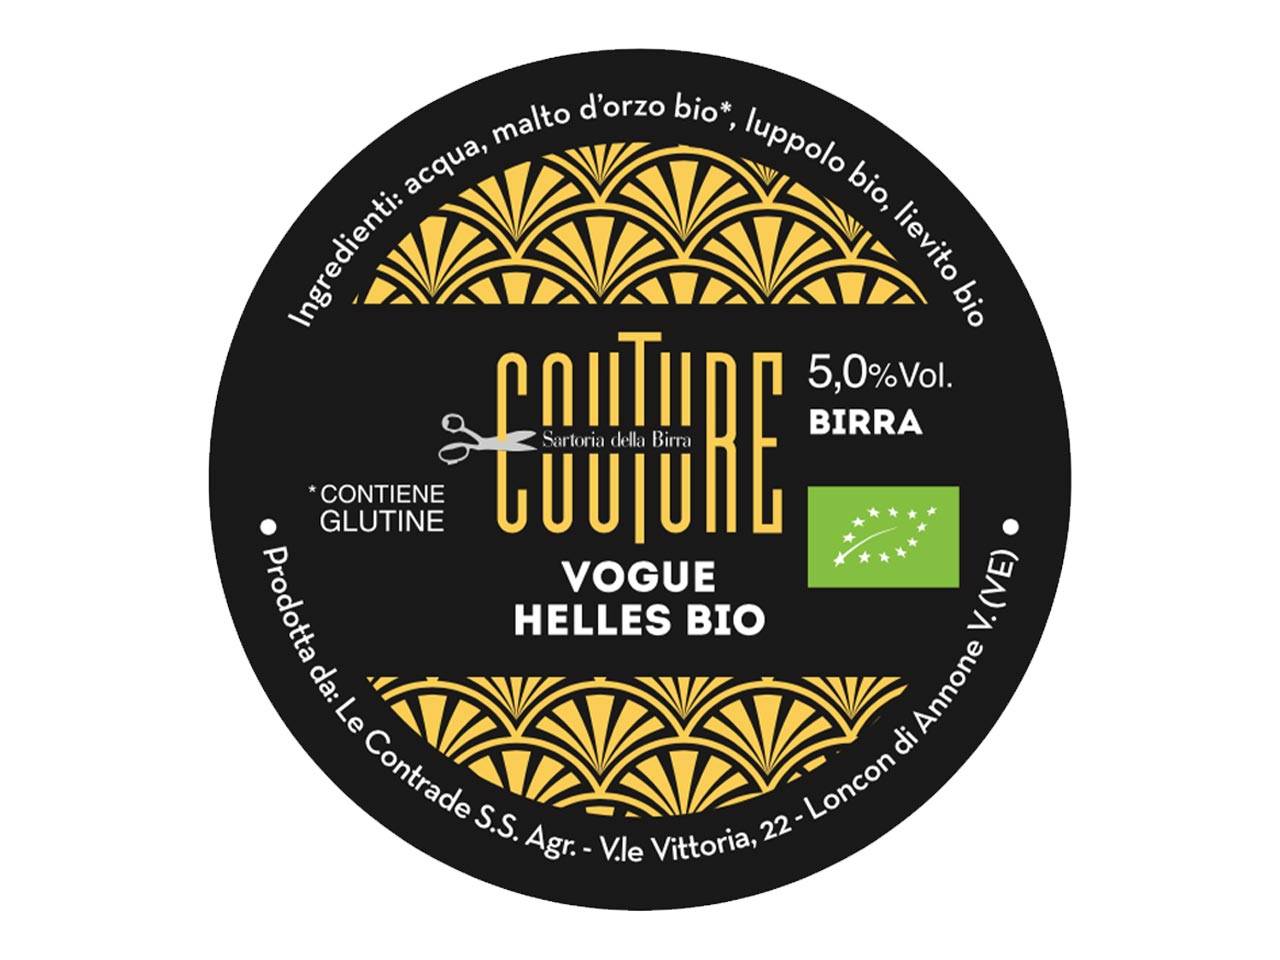 Ingredienti: acqua, malto d'orzo bio*, luppolo bio, lievito bio
COUTURE
Sartoria della Birra
5,0%Vol.
BIRRA
*CONTIENE
GLUTINE
VOGUE
HELLES BIO
Prodotta da: Le Contrade S.S. Agr. - V.le Vittoria, 22 - Loncon di Annone V. (VE)